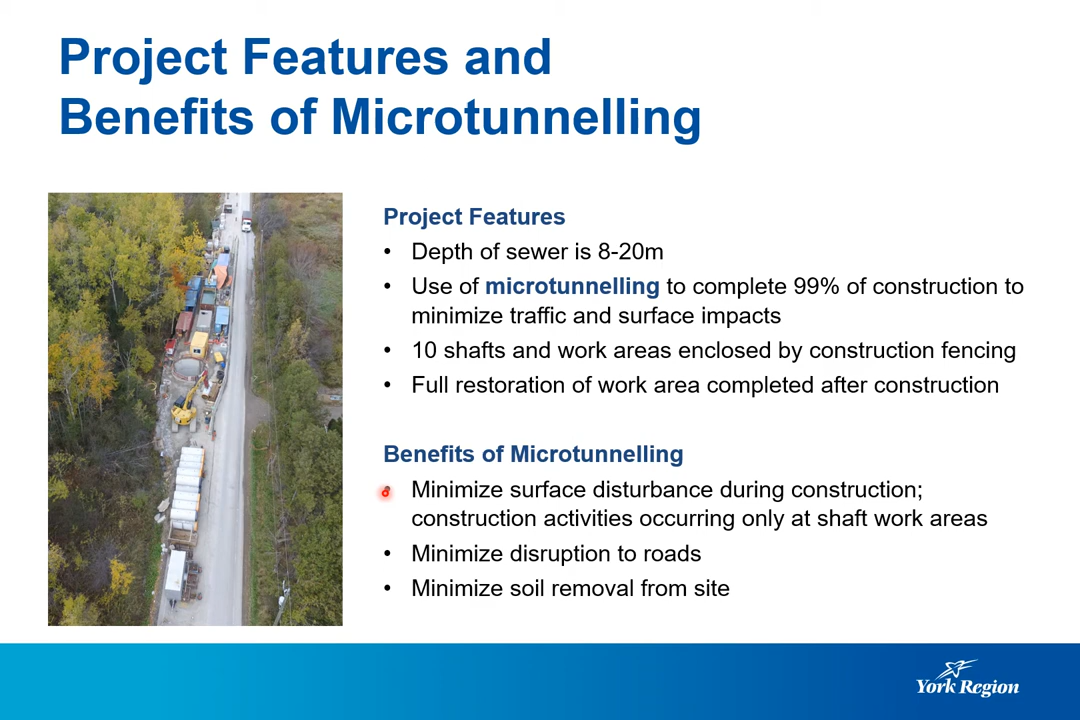 Project Features and
Benefits of Microtunnelling
Project Features
• Depth of sewer is 8-20m
• Use of microtunnelling to complete 99% of construction to
minimize traffic and surface impacts
• 10 shafts and work areas enclosed by construction fencing
• Full restoration of work area completed after construction
Benefits of Microtunnelling
• Minimize surface disturbance during construction;
construction activities occurring only at shaft work areas
• Minimize disruption to roads
• Minimize soil removal from site
York Region